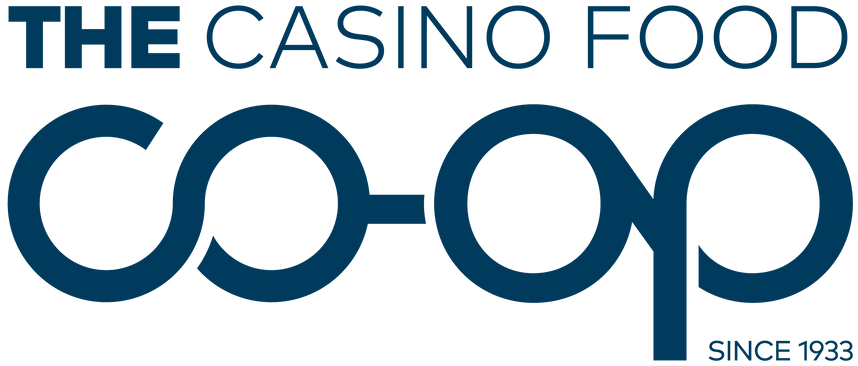 THE CASINO FOOD
co-op
SINCE 1933